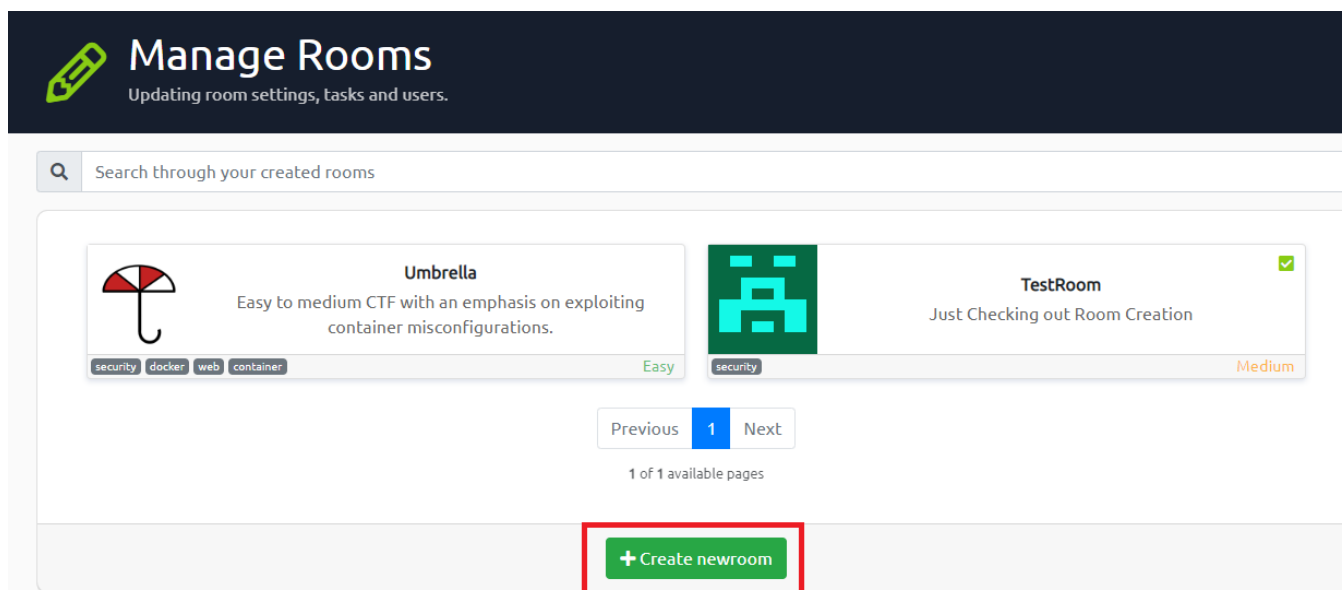 Manage Rooms
Updating room settings, tasks and users.
Search through your created rooms
Umbrella
Easy to medium CTF with an emphasis on exploiting
container misconfigurations.
security docker web container
Easy
TestRoom
Just Checking out Room Creation
security
Medium
Previous 1 Next
1 of 1 available pages
Create newroom